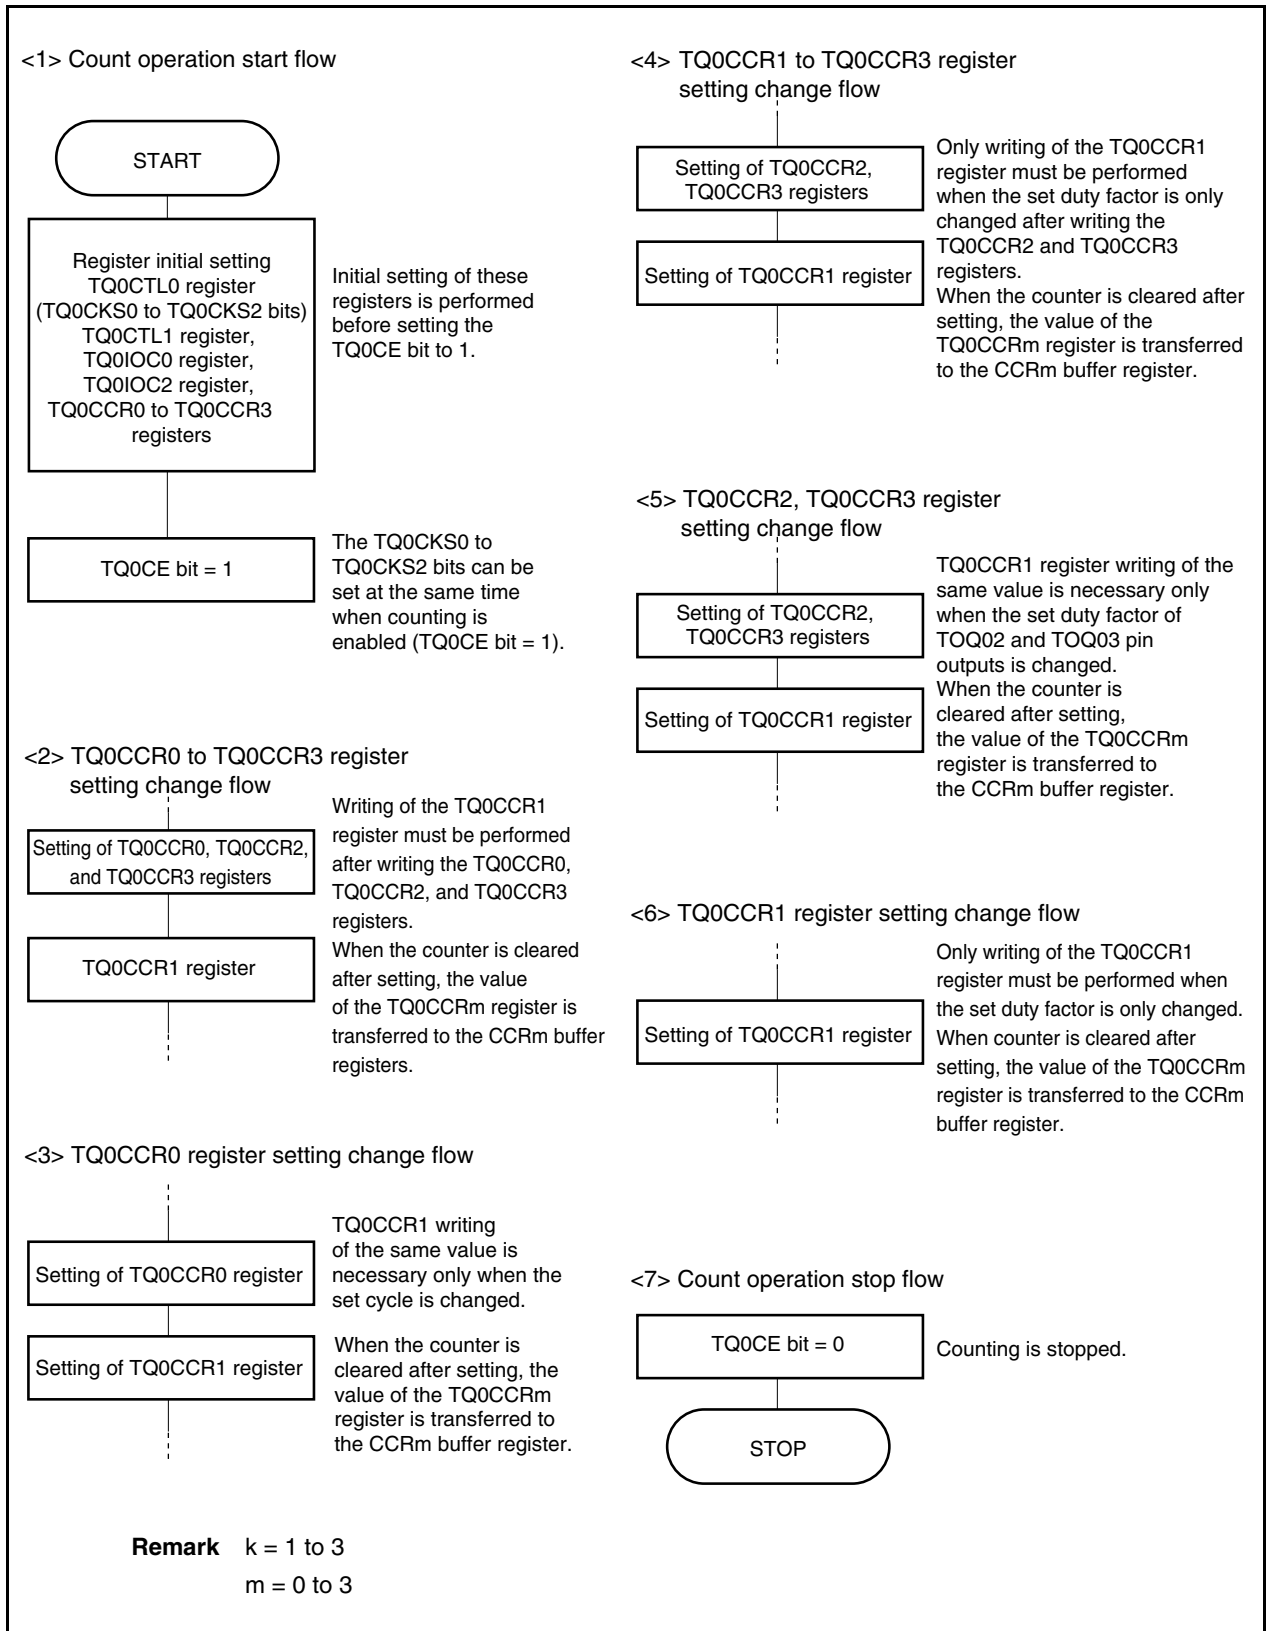 <1> Count operation start flow
START
Register initial setting
TQ0CTL0 register
(TQ0CKS0 to TQ0CKS2 bits)
TQ0CTL1 register,
TQ0IOC0 register,
TQ0IOC2 register,
TQ0CCR0 to TQ0CCR3
registers
Initial setting of these
registers is performed
before setting the
TQ0CE bit to 1.
TQ0CE bit = 1
The TQ0CKS0 to
TQ0CKS2 bits can be
set at the same time
when counting is
enabled (TQ0CE bit = 1).
<2> TQ0CCR0 to TQ0CCR3 register
setting change flow
Setting of TQ0CCR0, TQ0CCR2,
and TQ0CCR3 registers
TQ0CCR1 register
Writing of the TQ0CCR1
register must be performed
after writing the TQ0CCR0,
TQ0CCR2, and TQ0CCR3
registers.
When the counter is cleared
after setting, the value
of the TQ0CCRm register is
transferred to the CCRm buffer
registers.
<3> TQ0CCR0 register setting change flow
Setting of TQ0CCR0 register
TQ0CCR1 writing
of the same value is
necessary only when the
set cycle is changed.
Setting of TQ0CCR1 register
When the counter is
cleared after setting, the
value of the TQ0CCRm
register is transferred to
the CCRm buffer register.
<4> TQ0CCR1 to TQ0CCR3 register
setting change flow
Setting of TQ0CCR2,
TQ0CCR3 registers
Setting of TQ0CCR1 register
Only writing of the TQ0CCR1
register must be performed
when the set duty factor is only
changed after writing the
TQ0CCR2 and TQ0CCR3
registers.
When the counter is cleared after
setting, the value of the
TQ0CCRm register is transferred
to the CCRm buffer register.
<5> TQ0CCR2, TQ0CCR3 register
setting change flow
Setting of TQ0CCR2,
TQ0CCR3 registers
Setting of TQ0CCR1 register
TQ0CCR1 register writing of the
same value is necessary only
when the set duty factor of
TOQ02 and TOQ03 pin
outputs is changed.
When the counter is
cleared after setting,
the value of the TQ0CCRm
register is transferred to
the CCRm buffer register.
<6> TQ0CCR1 register setting change flow
Setting of TQ0CCR1 register
Only writing of the TQ0CCR1
register must be performed when
the set duty factor is only changed.
When counter is cleared after
setting, the value of the TQ0CCRm
register is transferred to the CCRm
buffer register.
<7> Count operation stop flow
TQ0CE bit = 0
Counting is stopped.
STOP
Remark k = 1 to 3
m = 0 to 3